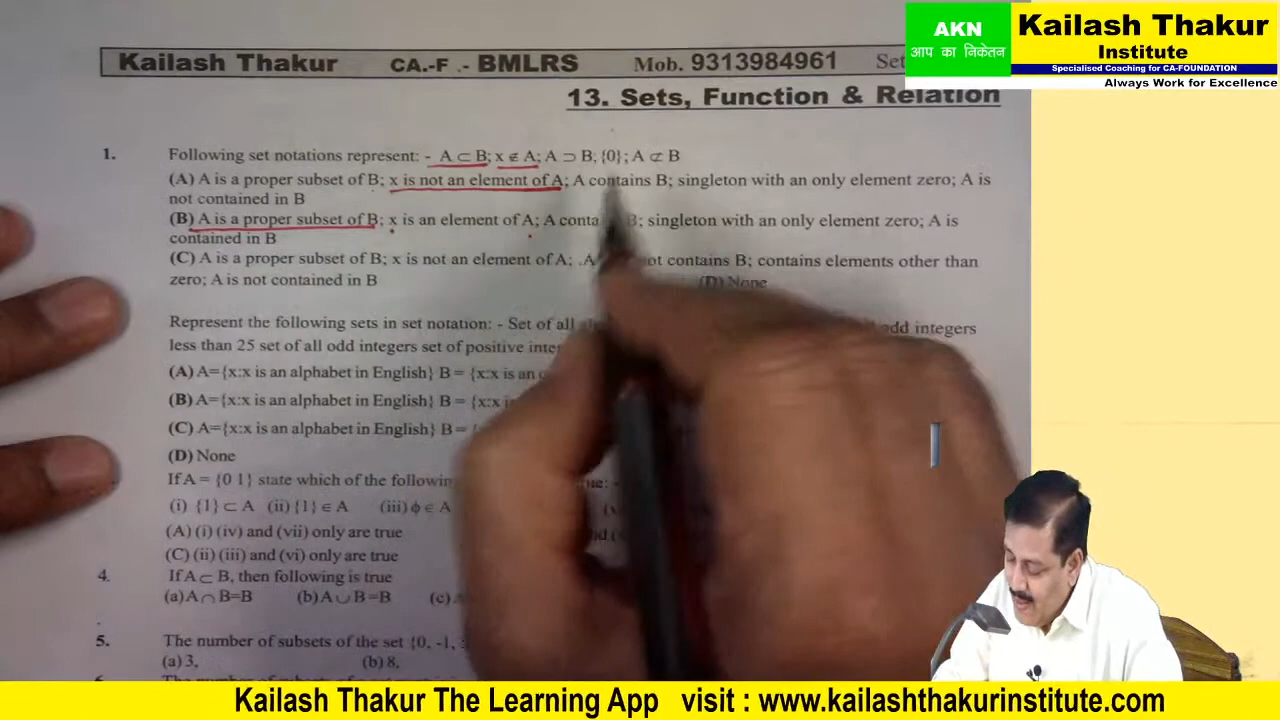 AKN
आप का निकेतन
Kailash Thakur
Institute
Specialised Coaching for CA-FOUNDATION
Always Work for Excellence
Kailash Thakur CA.-F .- BMLRS Mob. 9313984961 Set
13. Sets, Function & Relation
1. Following set notations represent: - A ⊂ B; x ∉ A; A ⊃ B; {0}; A ⊄ B
(A) A is a proper subset of B; x is not an element of A; A contains B; singleton with an only element zero; A is
not contained in B
(B) A is a proper subset of B; x is an element of A; A B; singleton with an only element zero; A is
contained in B
(C) A is a proper subset of B; x is not an element of A; .A not contains B; contains elements other than
zero; A is not contained in B (D) None
Represent the following sets in set notation: - Set of all odd integers
less than 25 set of all odd integers set of positive
(A) A={x:x is an alphabet in English} B = {x:x is an
(B) A={x:x is an alphabet in English} B = {x:x
(C) A={x:x is an alphabet in English} B =
(D) None
If A = {0 1} state which of the following
(i) {1} ⊂ A (ii) {1} ∈ A (iii) ϕ ∈ A
(A) (i) (iv) and (vii) only are true
(C) (ii) (iii) and (vi) only are true
4. If A ⊂ B, then following is true
(a) A ∩ B=B (b) A ∪ B=B (c)
5. The number of subsets of the set {0, -1,
(a) 3, (b) 8,
Kailash Thakur The Learning App visit : www.kailashthakurinstitute.com